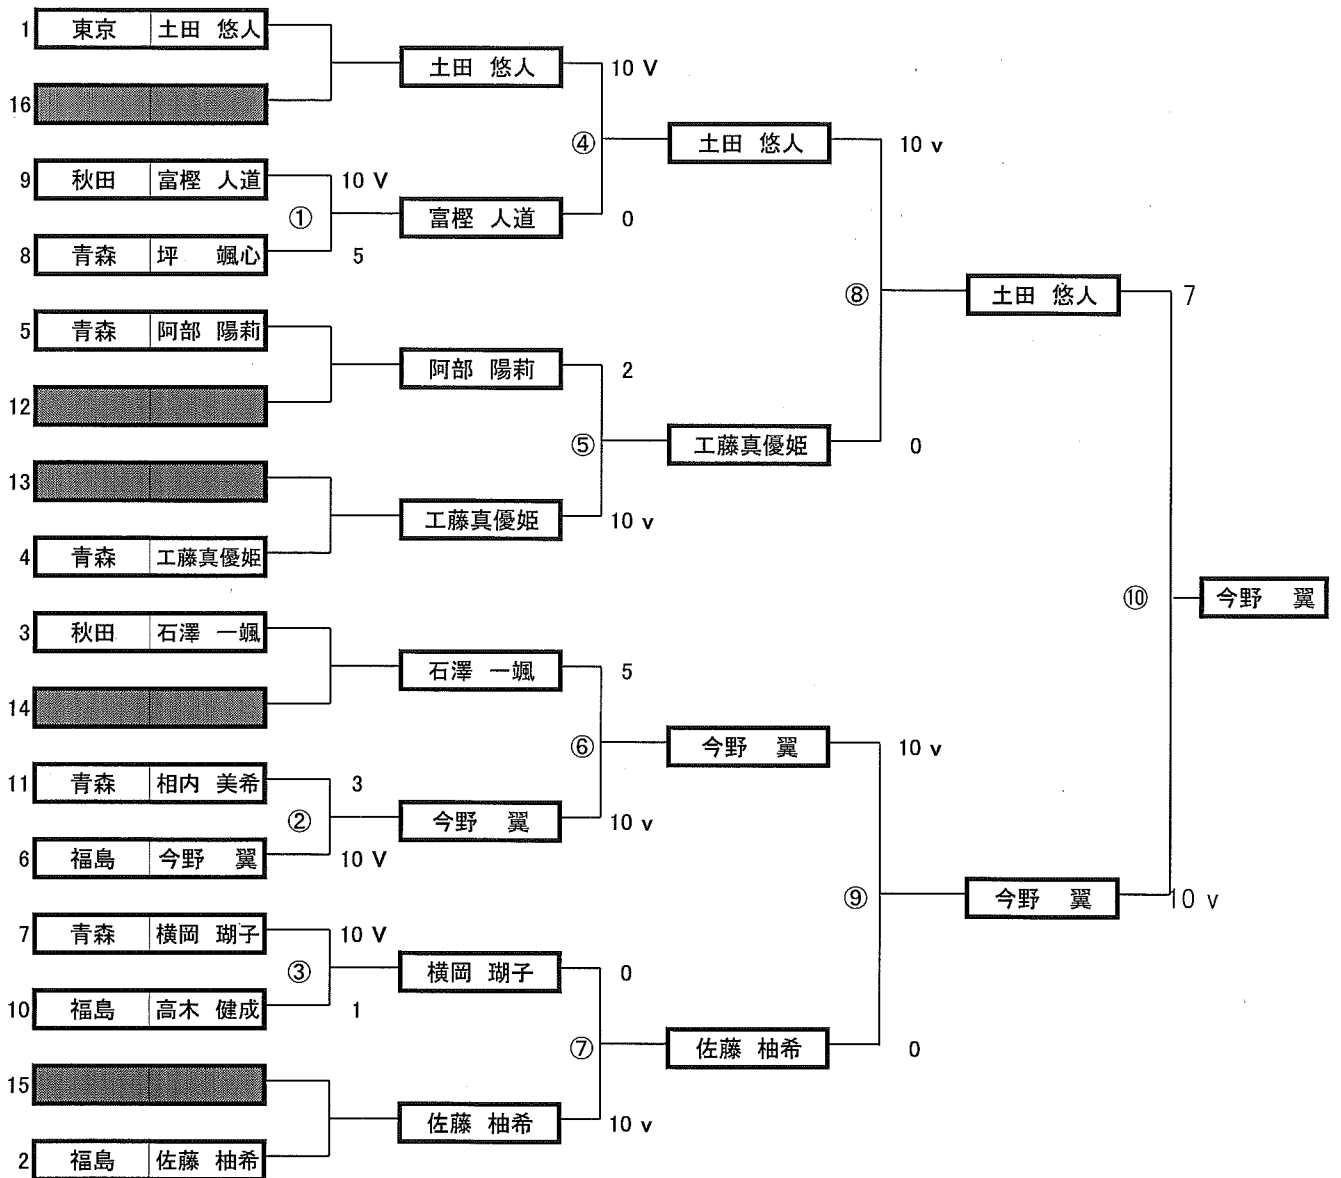 1 東京 土田 悠人
土田 悠人 10 V
16
④ 土田 悠人 10 v
9 秋田 富樫 人道 10 V
① 富樫 人道 0
8 青森 坪 颯心 5
⑧ 土田 悠人 7
5 青森 阿部 陽莉
阿部 陽莉 2
12
⑤ 工藤真優姫 0
13
工藤真優姫 10 v
4 青森 工藤真優姫
⑩ 今野 翼
3 秋田 石澤 一颯
石澤 一颯 5
14
⑥ 今野 翼 10 v
11 青森 相内 美希 3
② 今野 翼 10 v
6 福島 今野 翼 10 V
⑨ 今野 翼 10 v
7 青森 横岡 瑚子 10 V
③ 横岡 瑚子 0
10 福島 高木 健成 1
⑦ 佐藤 柚希 0
15
佐藤 柚希 10 v
2 福島 佐藤 柚希